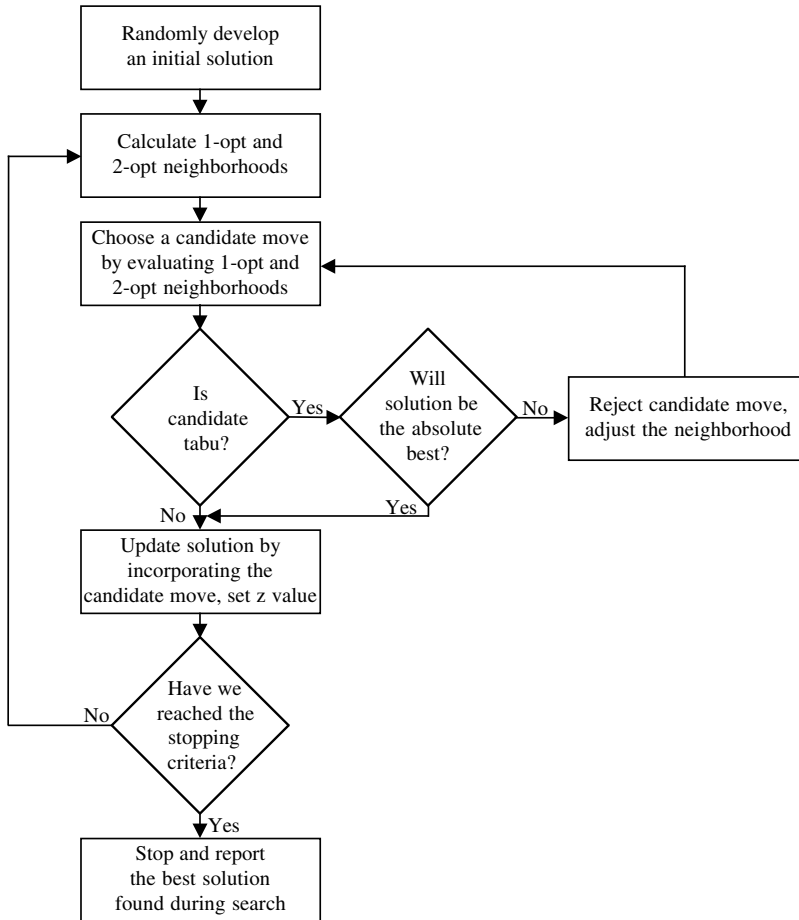 Randomly develop
an initial solution
Calculate 1-opt and
2-opt neighborhoods
Choose a candidate move
by evaluating 1-opt and
2-opt neighborhoods
Is
candidate
tabu?
Yes
Will
solution be
the absolute
best?
No
Reject candidate move,
adjust the neighborhood
No
Yes
Update solution by
incorporating the
candidate move, set z value
Have we
reached the
stopping
criteria?
No
Yes
Stop and report
the best solution
found during search